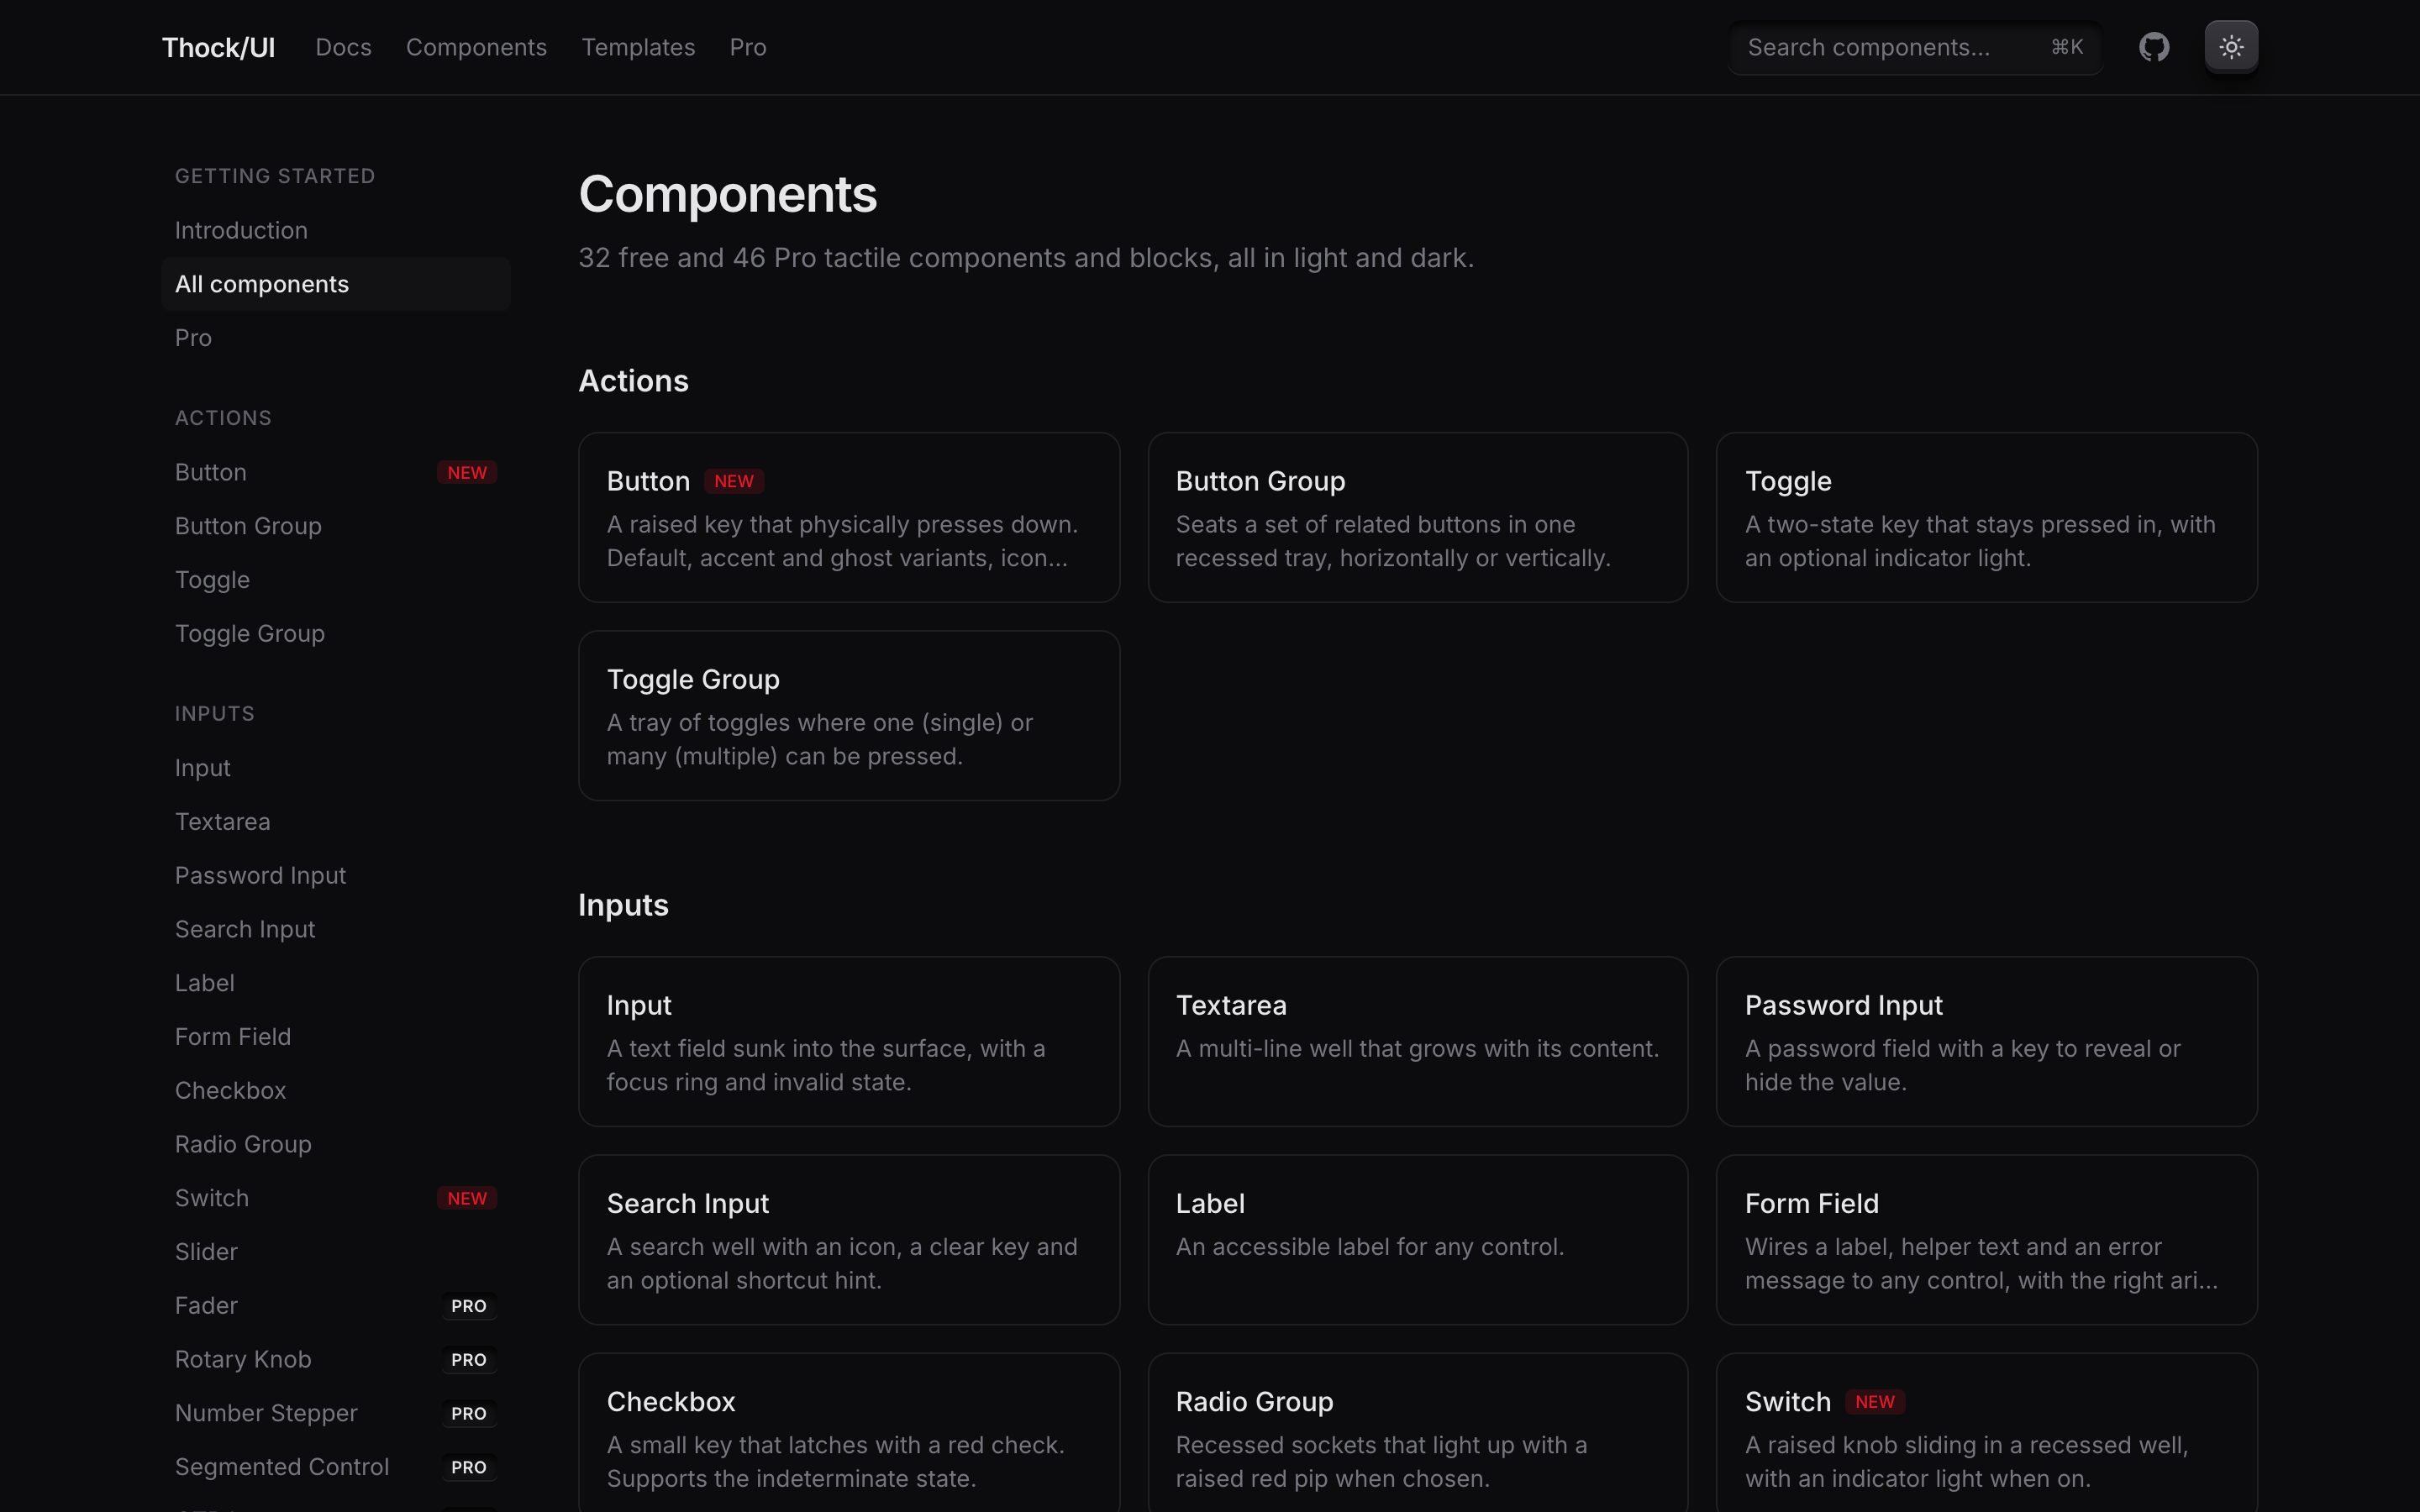 Thock/UI
Docs
Components
Templates
Pro
Search components...
⌘K
GETTING STARTED
Introduction
All components
Pro
ACTIONS
Button
NEW
Button Group
Toggle
Toggle Group
INPUTS
Input
Textarea
Password Input
Search Input
Label
Form Field
Checkbox
Radio Group
Switch
NEW
Slider
Fader
PRO
Rotary Knob
PRO
Number Stepper
PRO
Segmented Control
PRO
Components
32 free and 46 Pro tactile components and blocks, all in light and dark.
Actions
Button
NEW
A raised key that physically presses down.
Default, accent and ghost variants, icon...
Button Group
Seats a set of related buttons in one
recessed tray, horizontally or vertically.
Toggle
A two-state key that stays pressed in, with
an optional indicator light.
Toggle Group
A tray of toggles where one (single) or
many (multiple) can be pressed.
Inputs
Input
A text field sunk into the surface, with a
focus ring and invalid state.
Textarea
A multi-line well that grows with its content.
Password Input
A password field with a key to reveal or
hide the value.
Search Input
A search well with an icon, a clear key and
an optional shortcut hint.
Label
An accessible label for any control.
Form Field
Wires a label, helper text and an error
message to any control, with the right ari...
Checkbox
A small key that latches with a red check.
Supports the indeterminate state.
Radio Group
Recessed sockets that light up with a
raised red pip when chosen.
Switch
NEW
A raised knob sliding in a recessed well,
with an indicator light when on.